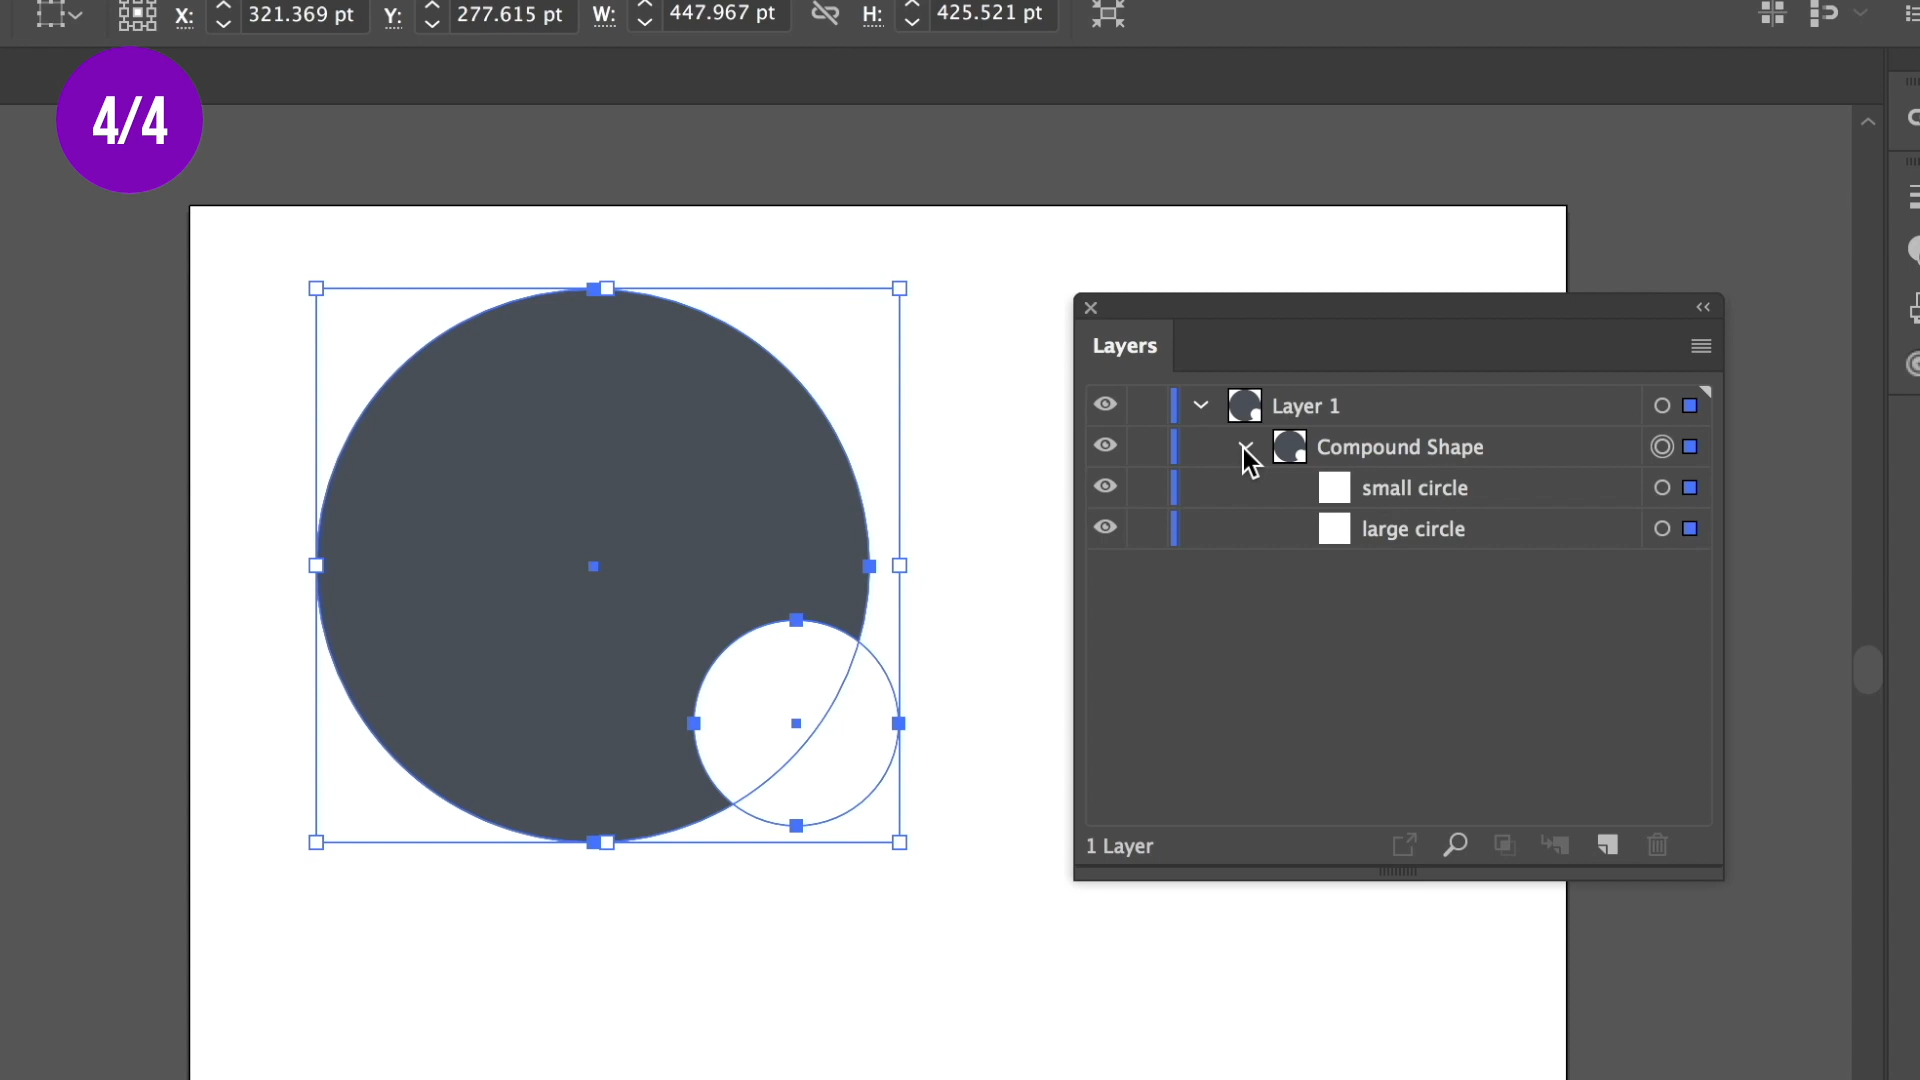 X: 321.369 pt Y: 277.615 pt W: 447.967 pt H: 425.521 pt
4/4
Layers
Layer 1
Compound Shape
small circle
large circle
1 Layer